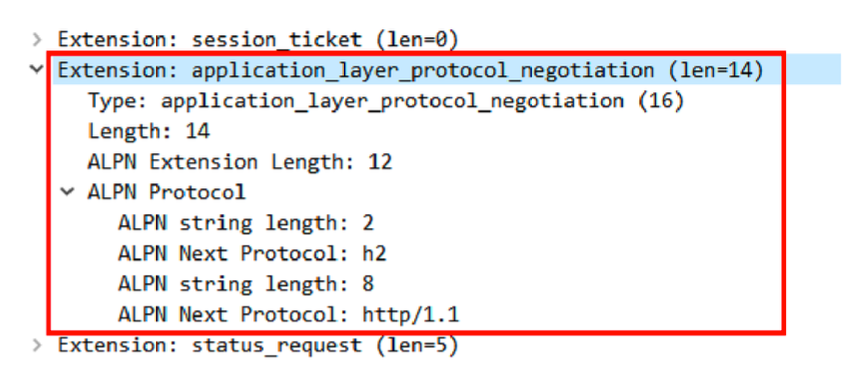 Extension: session_ticket (len=0)
Extension: application_layer_protocol_negotiation (len=14)
Type: application_layer_protocol_negotiation (16)
Length: 14
ALPN Extension Length: 12
ALPN Protocol
ALPN string length: 2
ALPN Next Protocol: h2
ALPN string length: 8
ALPN Next Protocol: http/1.1
Extension: status_request (len=5)